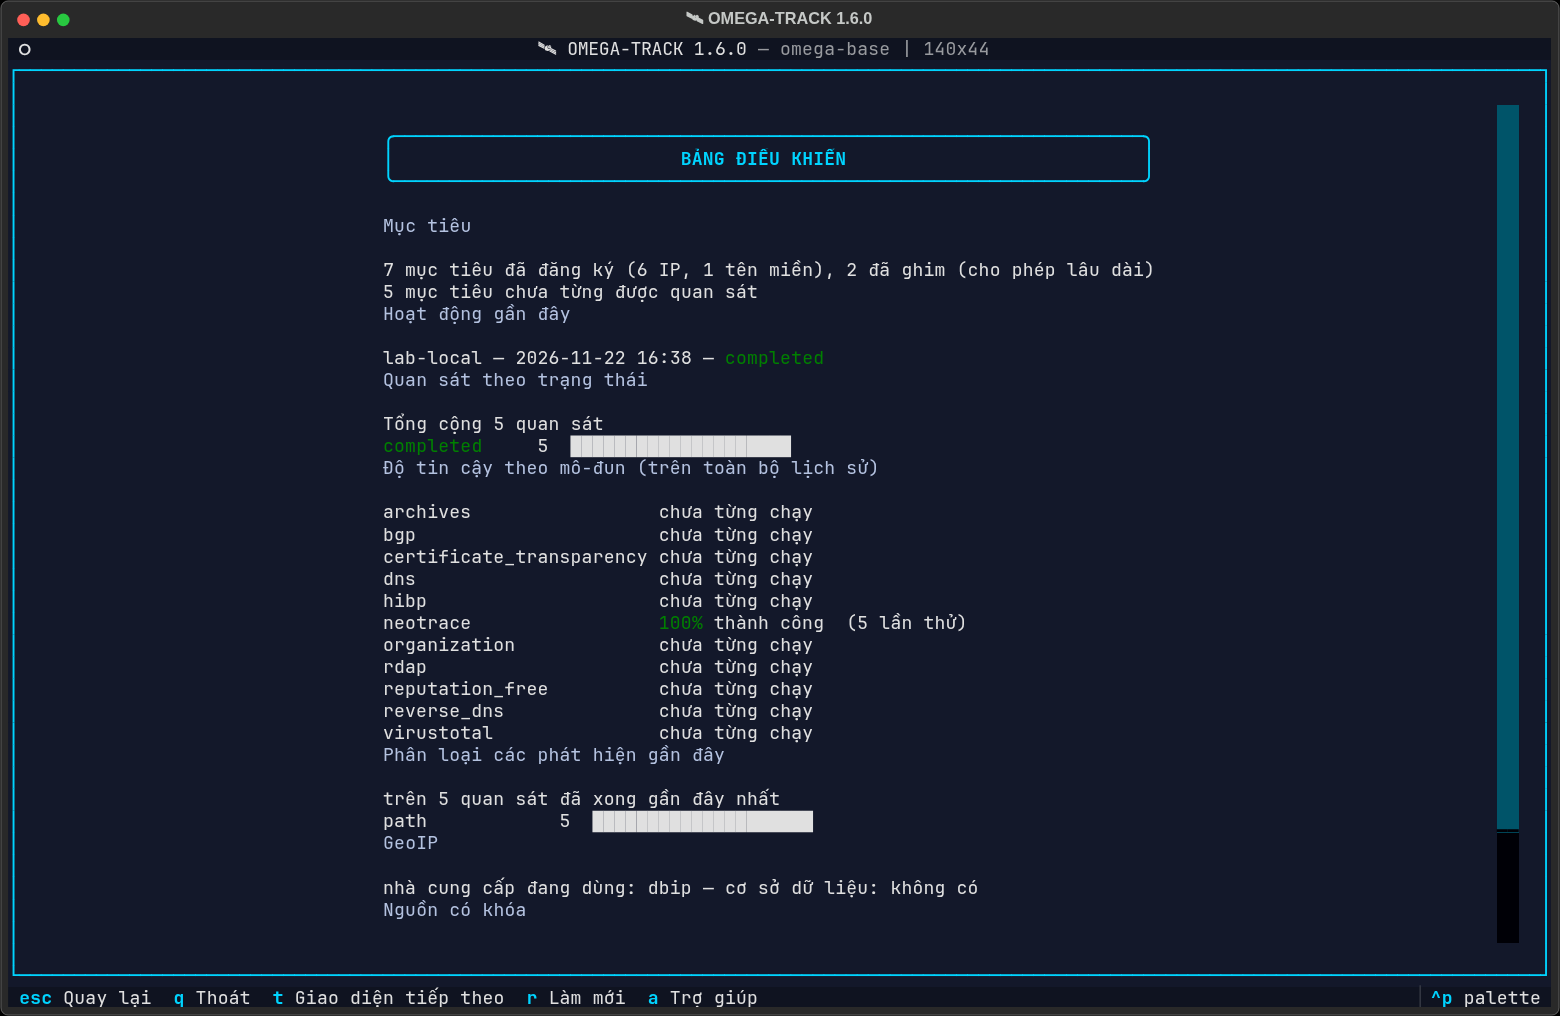 🛰 OMEGA-TRACK 1.6.0
🛰 OMEGA-TRACK 1.6.0 — omega-base | 140x44
BẢNG ĐIỀU KHIỂN
Mục tiêu
7 mục tiêu đã đăng ký (6 IP, 1 tên miền), 2 đã ghim (cho phép lâu dài)
5 mục tiêu chưa từng được quan sát
Hoạt động gần đây
lab-local — 2026-11-22 16:38 — completed
Quan sát theo trạng thái
Tổng cộng 5 quan sát
completed 5
Độ tin cậy theo mô-đun (trên toàn bộ lịch sử)
archives chưa từng chạy
bgp chưa từng chạy
certificate_transparency chưa từng chạy
dns chưa từng chạy
hibp chưa từng chạy
neotrace 100% thành công (5 lần thử)
organization chưa từng chạy
rdap chưa từng chạy
reputation_free chưa từng chạy
reverse_dns chưa từng chạy
virustotal chưa từng chạy
Phân loại các phát hiện gần đây
trên 5 quan sát đã xong gần đây nhất
path 5
GeoIP
nhà cung cấp đang dùng: dbip — cơ sở dữ liệu: không có
Nguồn có khóa
esc Quay lại q Thoát t Giao diện tiếp theo r Làm mới a Trợ giúp ^p palette